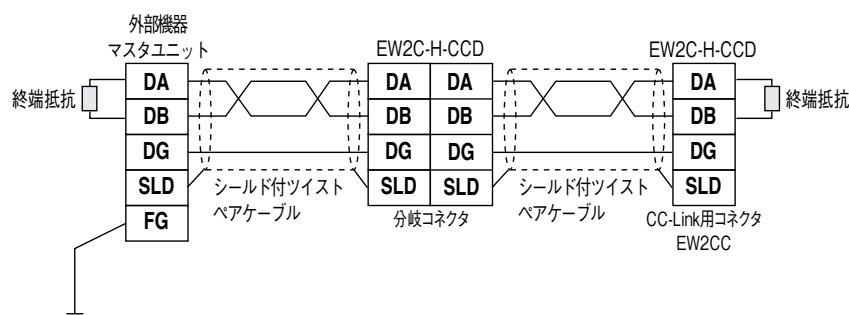 外部機器
マスタユニット
EW2C-H-CCD
EW2C-H-CCD
終端抵抗
DA
DB
DG
SLD
FG
シールド付ツイスト
ペアケーブル
DA DA
DB DB
DG DG
SLD SLD
分岐コネクタ
シールド付ツイスト
ペアケーブル
DA
DB
DG
SLD
終端抵抗
CC-Link用コネクタ
EW2CC